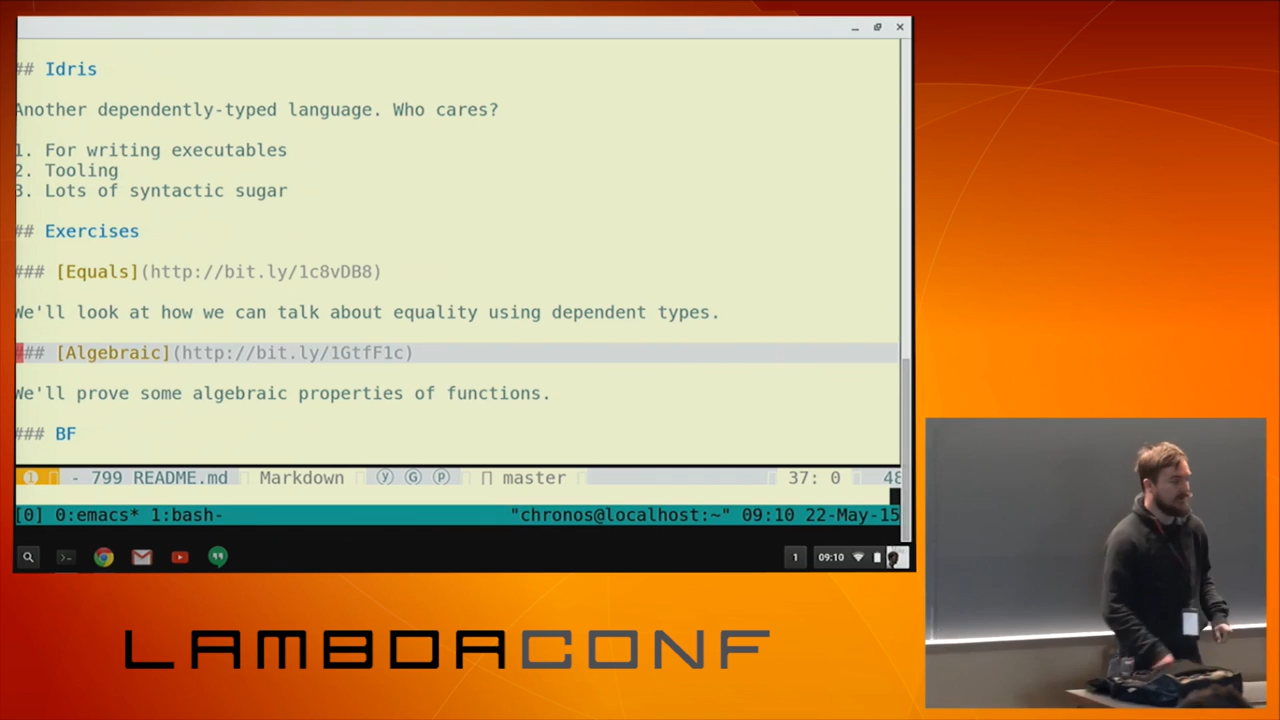 ## Idris
Another dependently-typed language. Who cares?
1. For writing executables
2. Tooling
3. Lots of syntactic sugar
## Exercises
### [Equals](http://bit.ly/1c8vDB8)
We'll look at how we can talk about equality using dependent types.
### [Algebraic](http://bit.ly/1GtfF1c)
We'll prove some algebraic properties of functions.
### BF
1 - 799 README.md Markdown y G p master 37: 0 48
[0] 0:emacs* 1:bash- "chronos@localhost:~" 09:10 22-May-15
1 09:10
LAMBDACONF